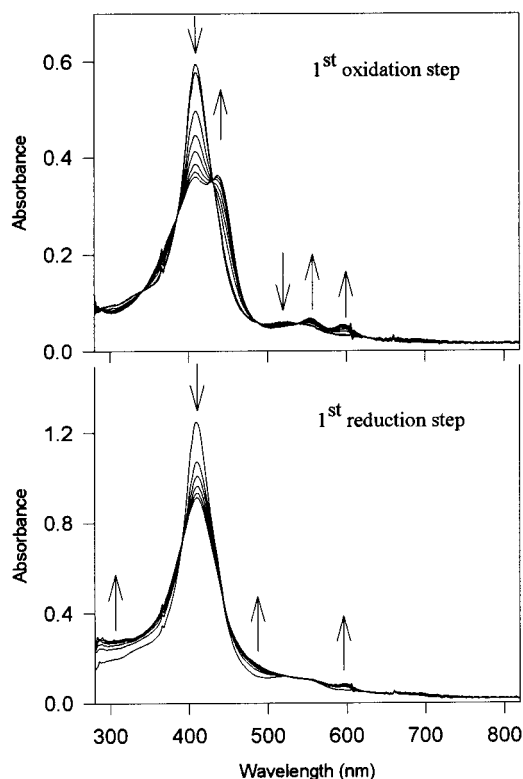 1st oxidation step
0.6
0.4
0.2
0.0
Absorbance
1st reduction step
1.2
0.8
0.4
0.0
Absorbance
300 400 500 600 700 800
Wavelength (nm)